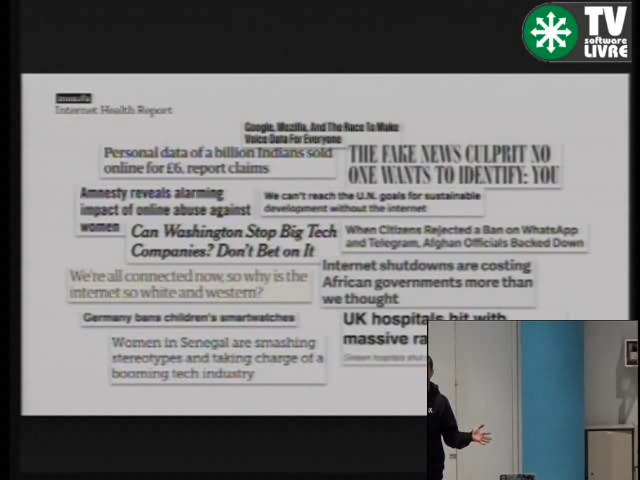 TV
software
LIVRE
moz://a
Internet Health Report
Google, Mozilla, And The Race To Make
Voice Data For Everyone
Personal data of a billion Indians sold
online for £6, report claims
THE FAKE NEWS CULPRIT NO
ONE WANTS TO IDENTIFY: YOU
Amnesty reveals alarming
impact of online abuse against
women
We can't reach the U.N. goals for sustainable
development without the internet
Can Washington Stop Big Tech
Companies? Don't Bet on It
When Citizens Rejected a Ban on WhatsApp
and Telegram, Afghan Officials Backed Down
We're all connected now, so why is the
internet so white and western?
Internet shutdowns are costing
African governments more than
we thought
Germany bans children's smartwatches
UK hospitals hit with
massive ra
Women in Senegal are smashing
stereotypes and taking charge of a
booming tech industry
hospitals shut